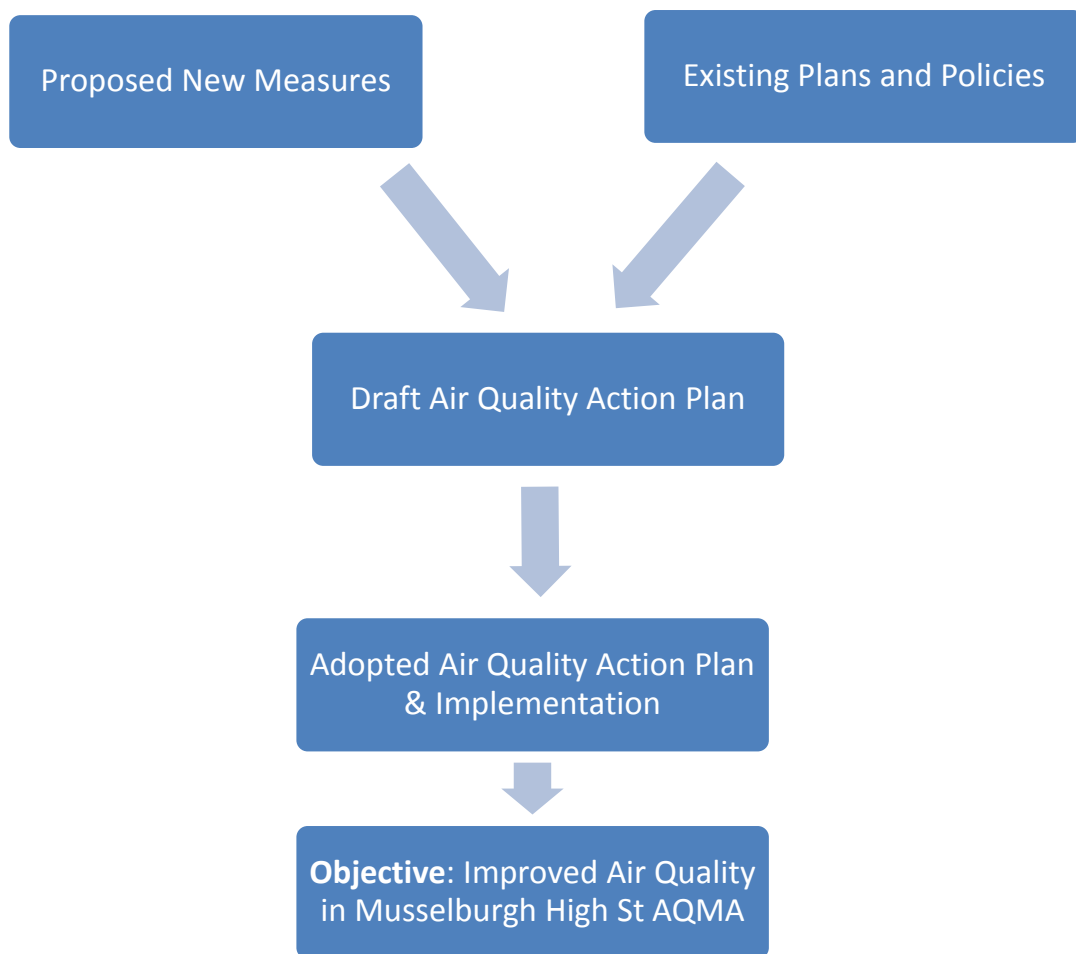 Proposed New Measures
Existing Plans and Policies
Draft Air Quality Action Plan
Adopted Air Quality Action Plan
& Implementation
Objective: Improved Air Quality
in Musselburgh High St AQMA